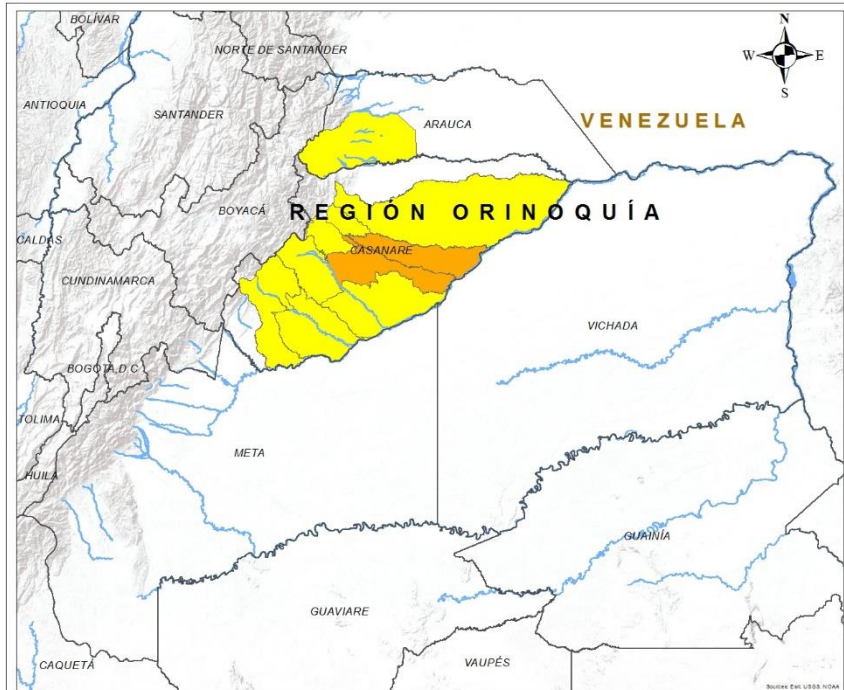 BOLÍVAR
N
NORTE DE SANTANDER
W
E
S
ANTIOQUIA
SANTANDER
ARAUCA
VENEZUELA
BOYACÁ
REGIÓN ORINOQUÍA
CALDAS
CASANARE
CUNDINAMARCA
VICHADA
BOGOTA D.C
TOLIMA
META
HUILA
GUAINÍA
GUAVIARE
CAQUETA
VAUPÉS
Sources: Esri, USGS, NOAA